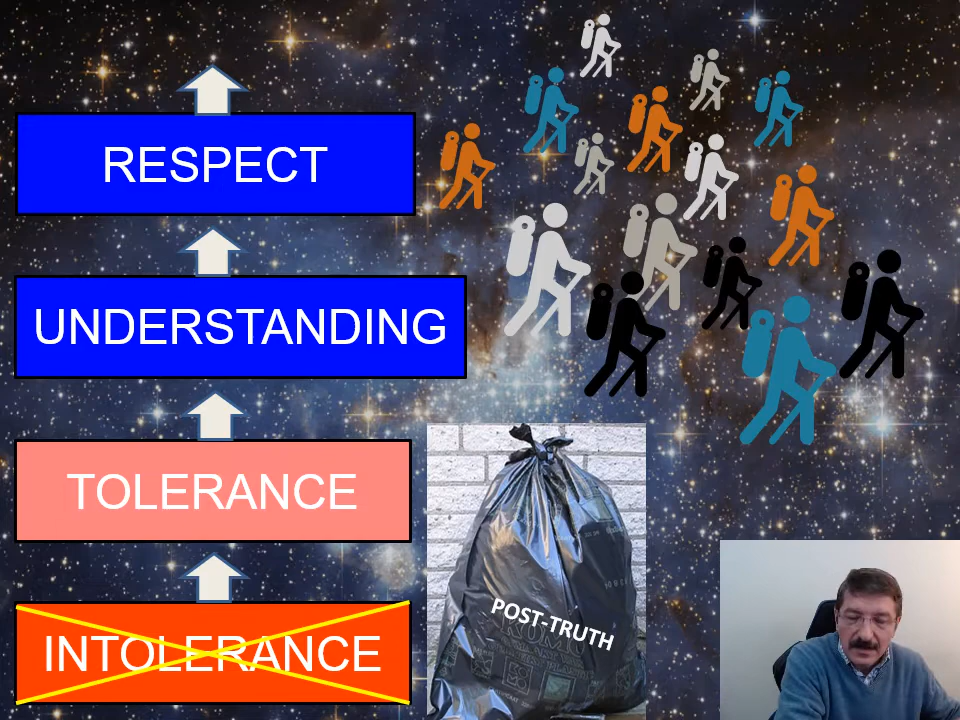 RESPECT
UNDERSTANDING
TOLERANCE
INTOLERANCE
POST-TRUTH